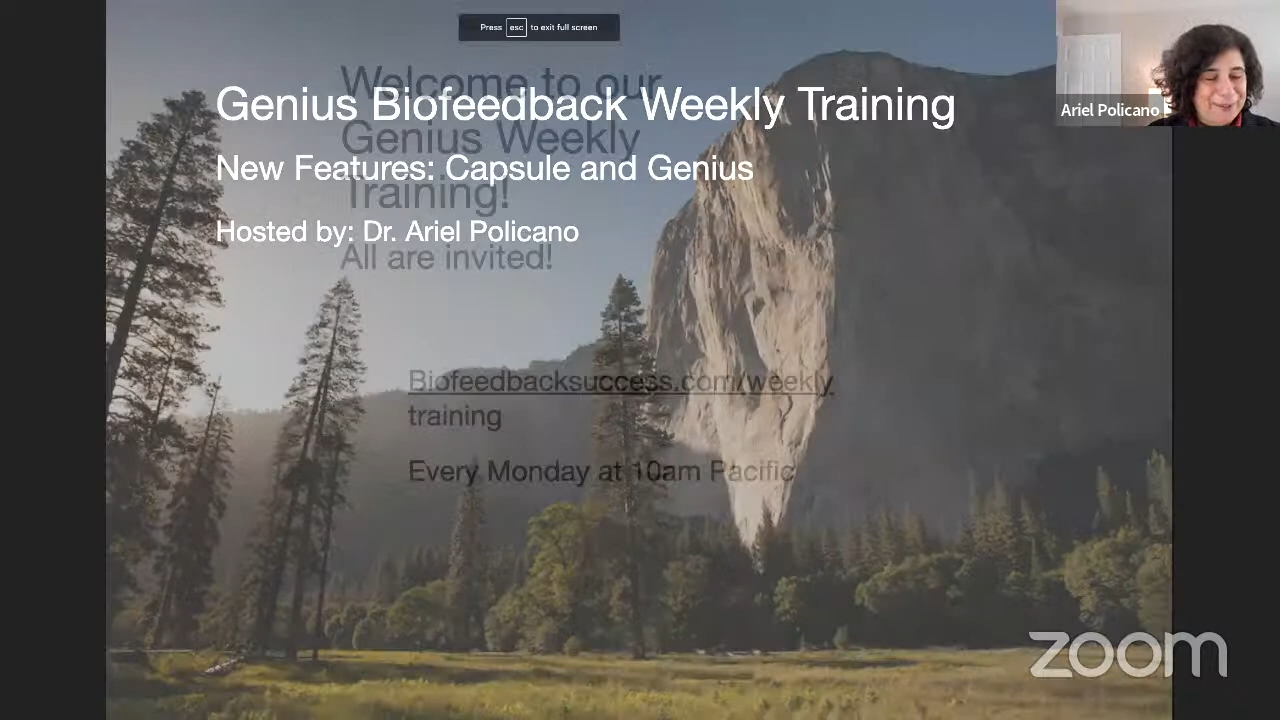 Press esc to exit full screen
Welcome to our
Genius Biofeedback Weekly Training
Genius Weekly
New Features: Capsule and Genius
Training!
Hosted by: Dr. Ariel Policano
All are invited!
Biofeedbacksuccess.com/weekly
training
Every Monday at 10am Pacific
Ariel Policano
zoom